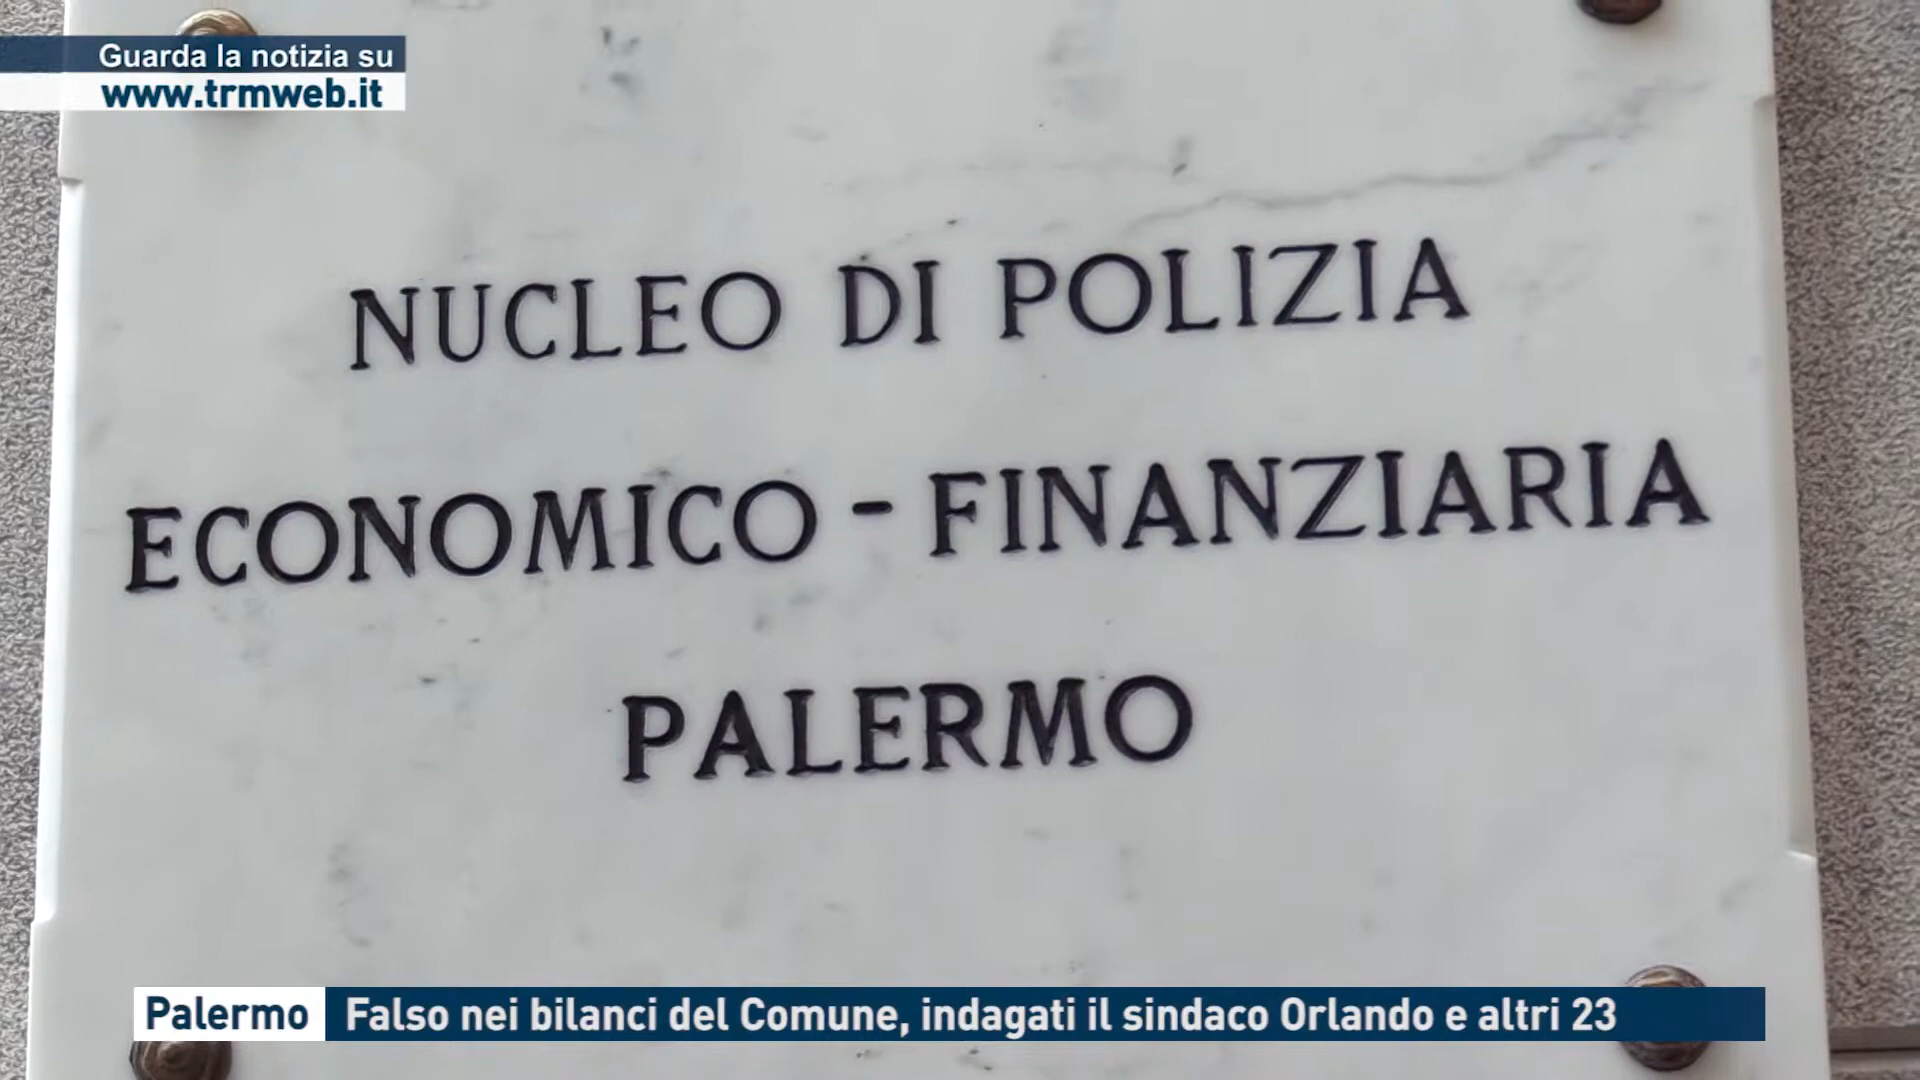 Guarda la notizia su
www.trmweb.it
NUCLEO DI POLIZIA
ECONOMICO - FINANZIARIA
PALERMO
Palermo Falso nei bilanci del Comune, indagati il sindaco Orlando e altri 23